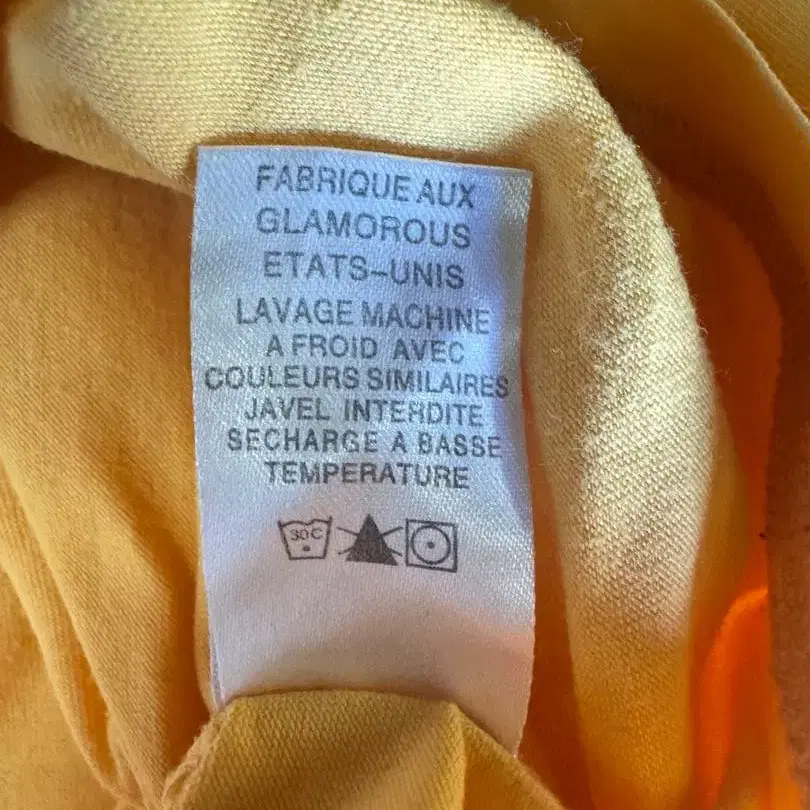 FABRIQUE AUX
GLAMOROUS
ETATS-UNIS
LAVAGE MACHINE
A FROID AVEC
COULEURS SIMILAIRES
JAVEL INTERDITE
SECHARGE A BASSE
TEMPERATURE
30C